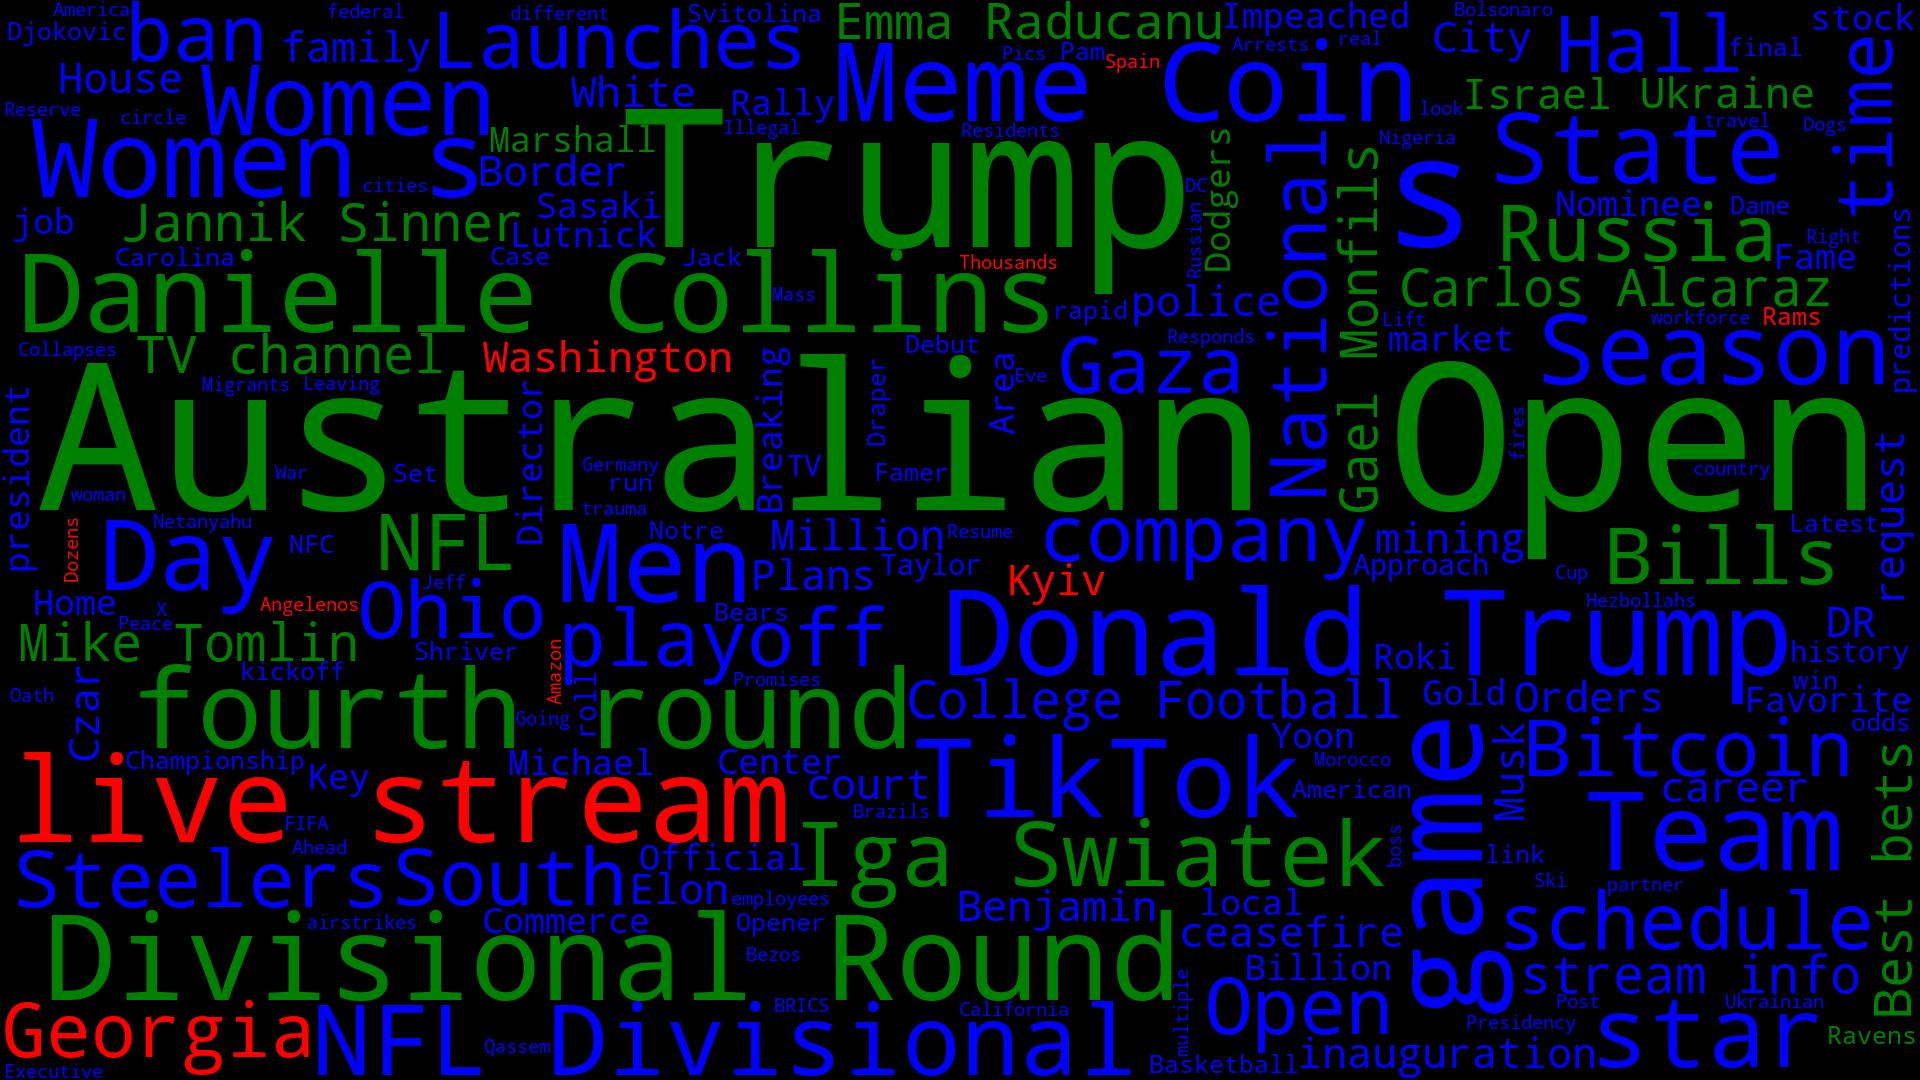 America
federal
different
Svitolina
Emma Raducanu
Impeached
Bolsonaro
stock
Djokovic
ban
family
Launches
Pics
Pam
Spain
Arrests
real
City
Hall
final
time
House
Women
White
Rally
Meme
Coin
look
Israel
Ukraine
Reserve
circle
Marshall
Trump
Illegal
Residents
Dodgers
National
Nigeria
State
travel
Dogs
Women s
cities
Border
Sasaki
DC
Russian
Gael Monfils
s
Nominee
Dame
predictions
job
Jannik Sinner
Lutnick
Russia
Right
Fame
Carolina
Case
Jack
Thousands
Danielle Collins
Mass
rapid
police
Carlos Alcaraz
Lift
workforce
Rams
Collapses
TV channel
Washington
Debut
Responds
market
Season
Migrants
Leaving
Director
Breaking
Draper
Area
Eve
Gaza
president
Australian
Open
fires
request
woman
War
Set
Germany
run
TV
Famer
country
trauma
Dozens
Day
Netanyahu
NFC
NFL
Men
Notre
Million
Resume
company
mining
Bills
Latest
Home
Peace
X
Angelenos
Ohio
Jeff
Plans
Taylor
Kyiv
Approach
Cup
Mike Tomlin
Shriver
Bears
playoff
Donald Trump
Hezbollahs
DR
Roki
history
Oath
Czar
kickoff
fourth round
Amazon
Going
roll
Promises
College Football
Gold
Orders
win
Favorite
odds
Championship
Key
Michael
Center
court
TikTok
Yoon
Morocco
American
game
Musk
Bitcoin
career
Best bets
live stream
FIFA
Ahead
Brazils
Iga Swiatek
boss
link
Team
Steelers
South
Official
Elon
employees
Ski
partner
airstrikes
Commerce
Opener
Benjamin
local
ceasefire
schedule
Divisional Round
Bezos
Billion
stream info
multiple
Open
Post
Ukrainian
Georgia
NFL Divisional
Qassem
BRICS
California
Presidency
star
Ravens
Executive
Basketball
inauguration